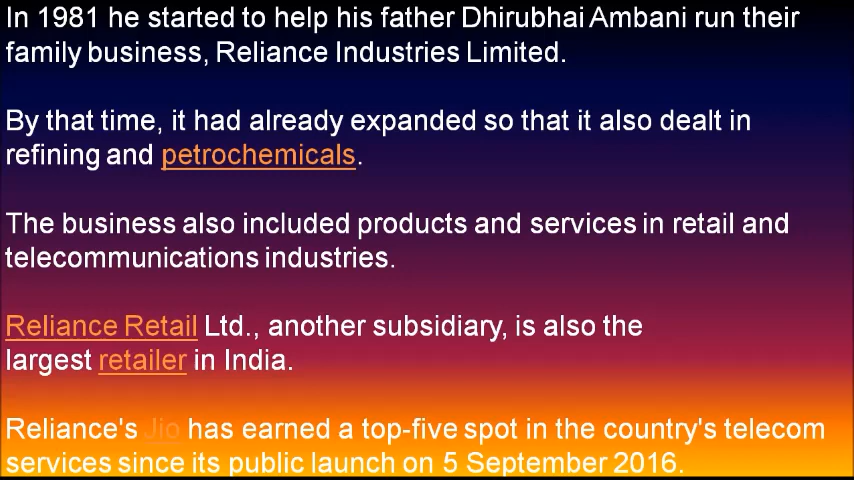 In 1981 he started to help his father Dhirubhai Ambani run their
family business, Reliance Industries Limited.
By that time, it had already expanded so that it also dealt in
refining and petrochemicals.
The business also included products and services in retail and
telecommunications industries.
Reliance Retail Ltd., another subsidiary, is also the
largest retailer in India.
Reliance's Jio has earned a top-five spot in the country's telecom
services since its public launch on 5 September 2016.